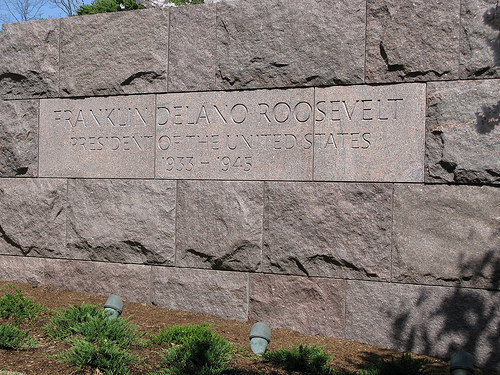 FRANKLIN DELANO ROOSEVELT
PRESIDENT OF THE UNITED STATES
1933 - 1945